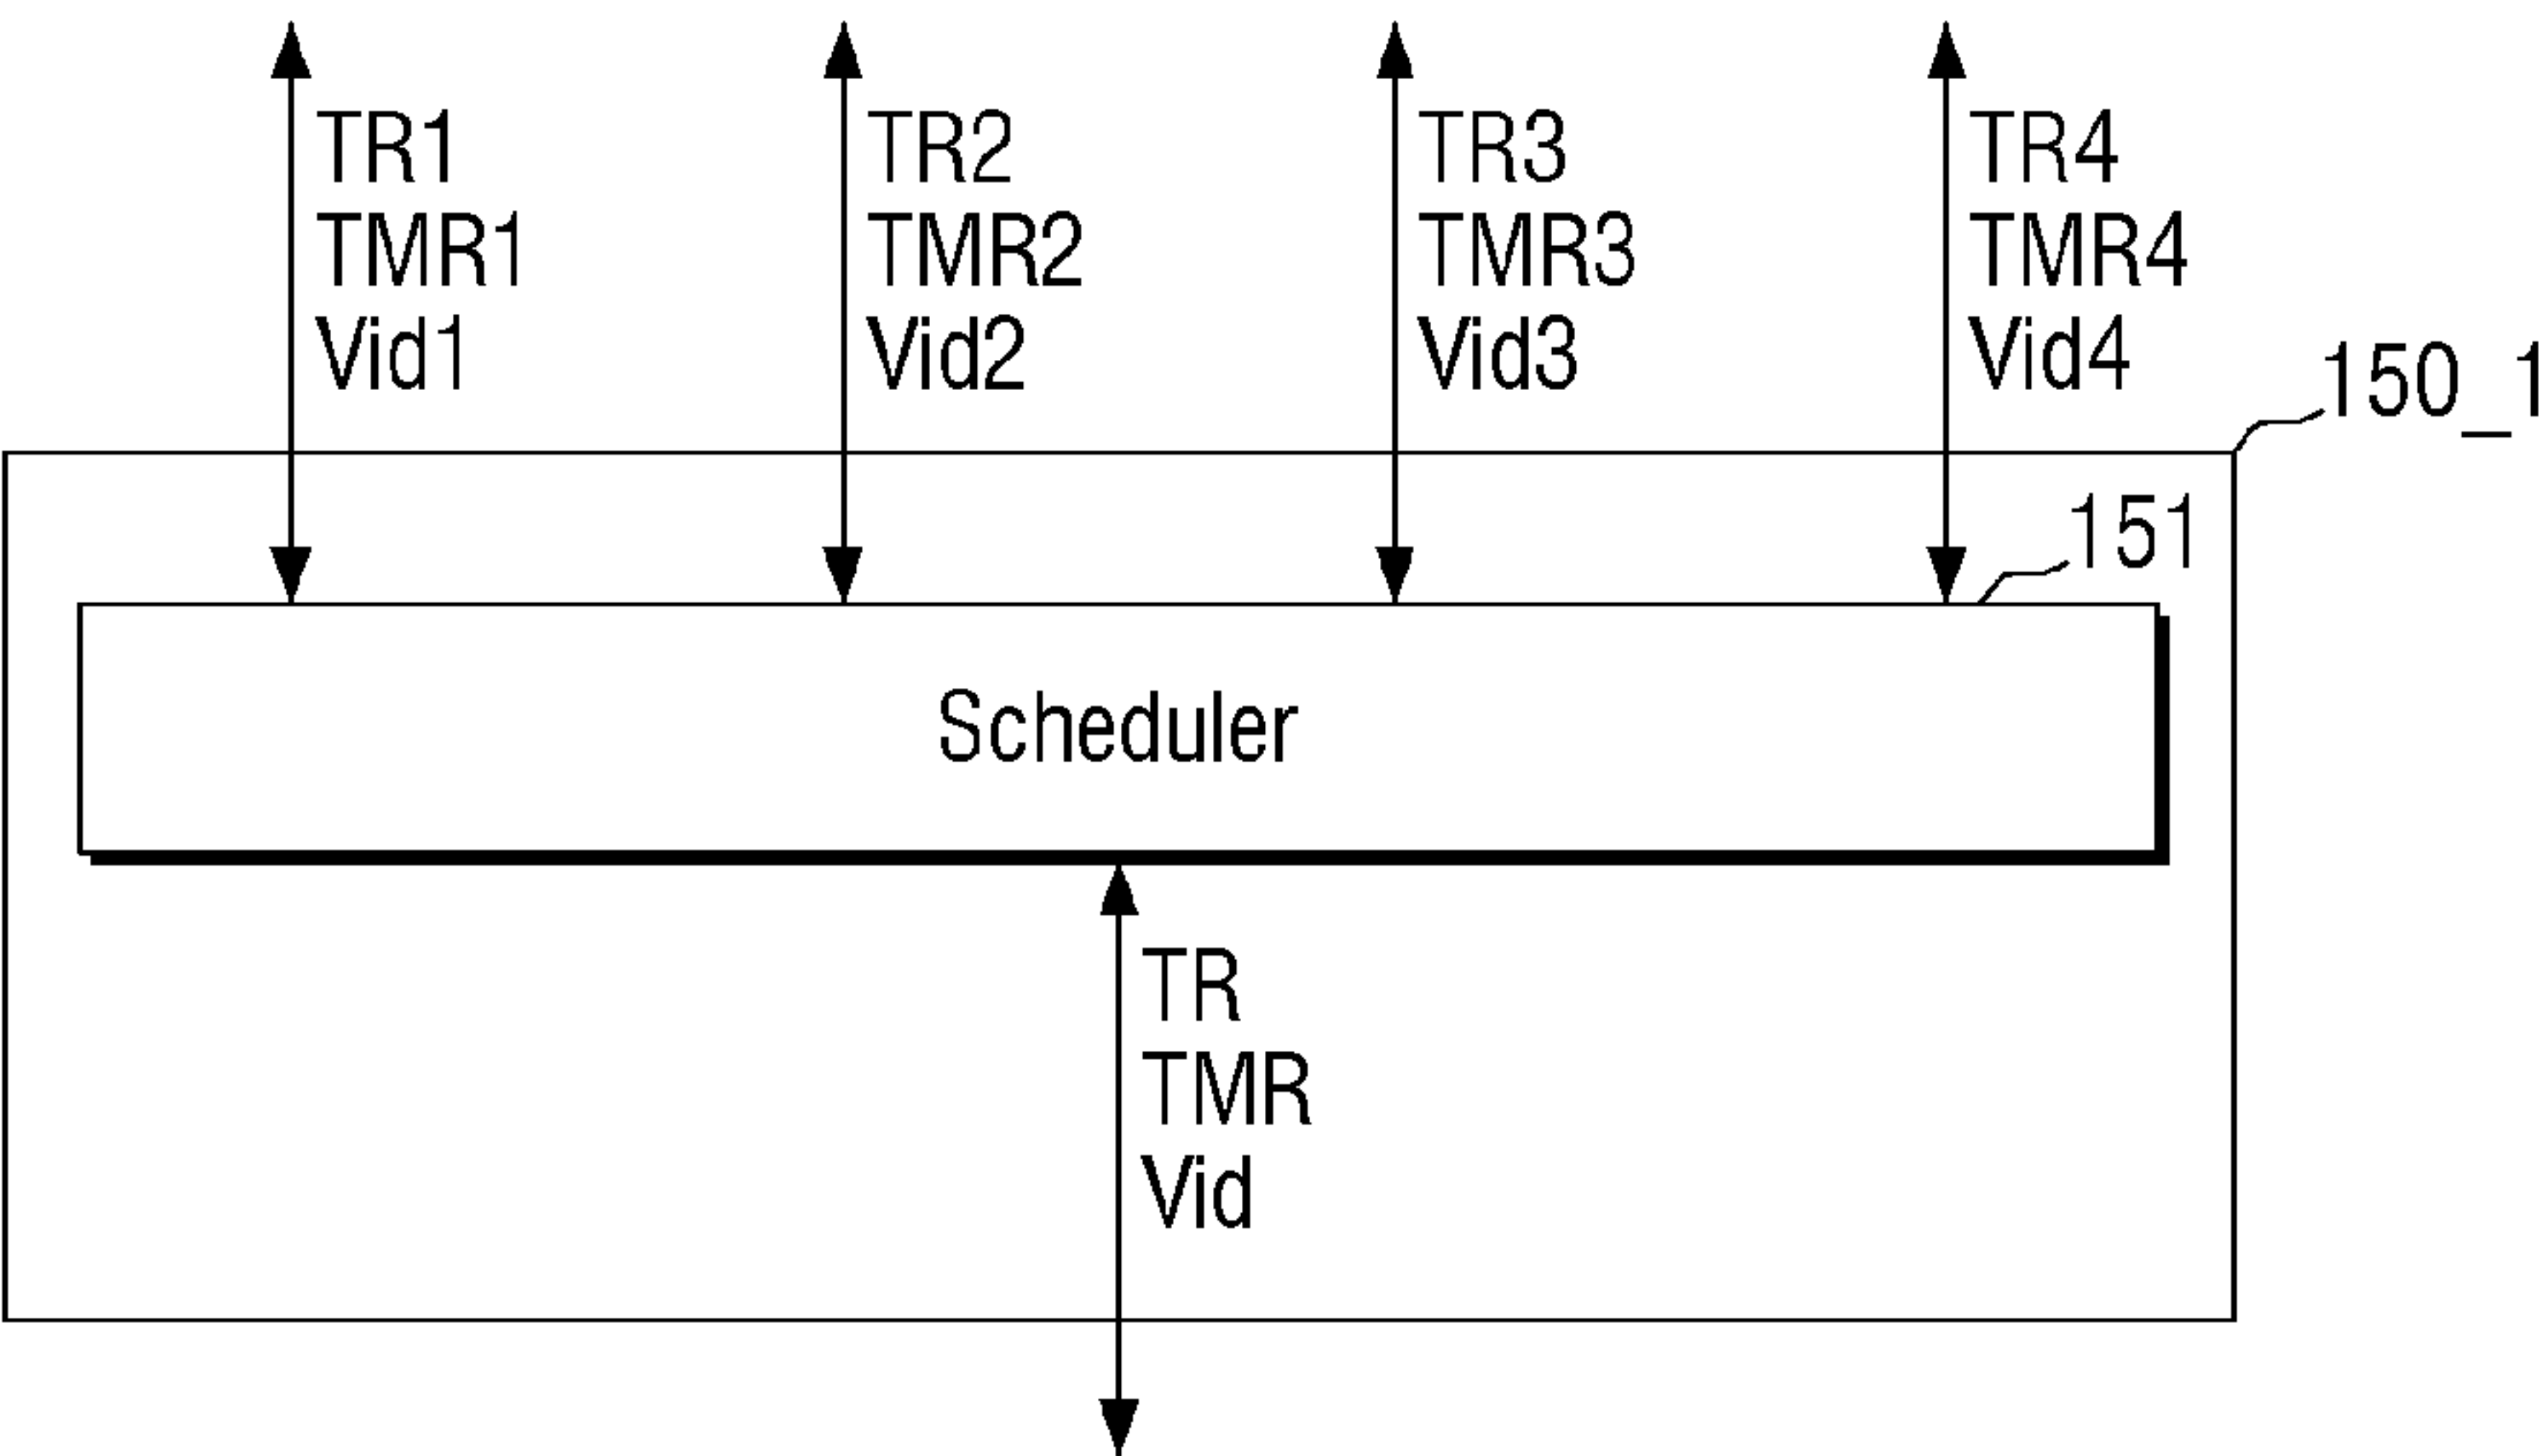 TR1
TMR1
Vid1
TR2
TMR2
Vid2
TR3
TMR3
Vid3
TR4
TMR4
Vid4
150_1
151
Scheduler
TR
TMR
Vid